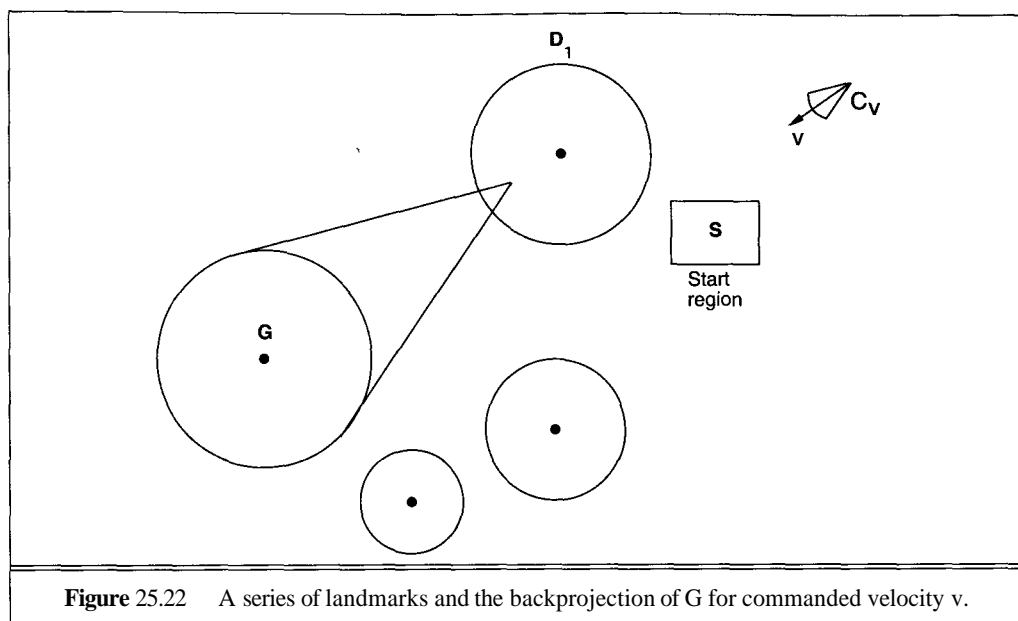 D1
CV
v
S
Start
region
G
Figure 25.22 A series of landmarks and the backprojection of G for commanded velocity v.